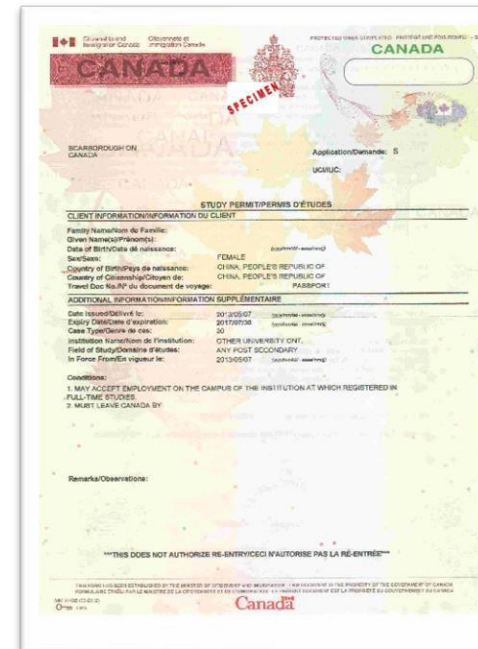 Citizenship and Immigration Canada
Citoyenneté et Immigration Canada
CANADA
CANADA
SPECIMEN
SCARBOROUGH ON
CANADA
Application/Demande: S
UCI/IUC:
STUDY PERMIT/PERMIS D'ÉTUDES
CLIENT INFORMATION/INFORMATION DU CLIENT
Family Name/Nom de Famille:
Given Name(s)/Prénom(s):
Date of Birth/Date de naissance:
Sex/Sexe: FEMALE
Country of Birth/Pays de naissance: CHINA, PEOPLE'S REPUBLIC OF
Country of Citizenship/Citoyen de: CHINA, PEOPLE'S REPUBLIC OF
Travel Doc No./N° du document de voyage: PASSPORT
ADDITIONAL INFORMATION/INFORMATION SUPPLÉMENTAIRE
Date Issued/Délivré le: 2013/05/07
Expiry Date/Date d'expiration:
Case Type/Genre de cas:
Institution Name/Nom de l'institution: OTHER UNIVERSITY ONT.
Field of Study/Domaine d'études: ANY POST SECONDARY
In Force From/En vigueur le: 2013/05/07
Conditions:
1. MAY ACCEPT EMPLOYMENT ON THE CAMPUS OF THE INSTITUTION AT WHICH REGISTERED IN
FULL-TIME STUDIES.
2. MUST LEAVE CANADA BY
Remarks/Observations:
***THIS DOES NOT AUTHORIZE RE-ENTRY/CECI N'AUTORISE PAS LA RÉ-ENTRÉE***
Canada